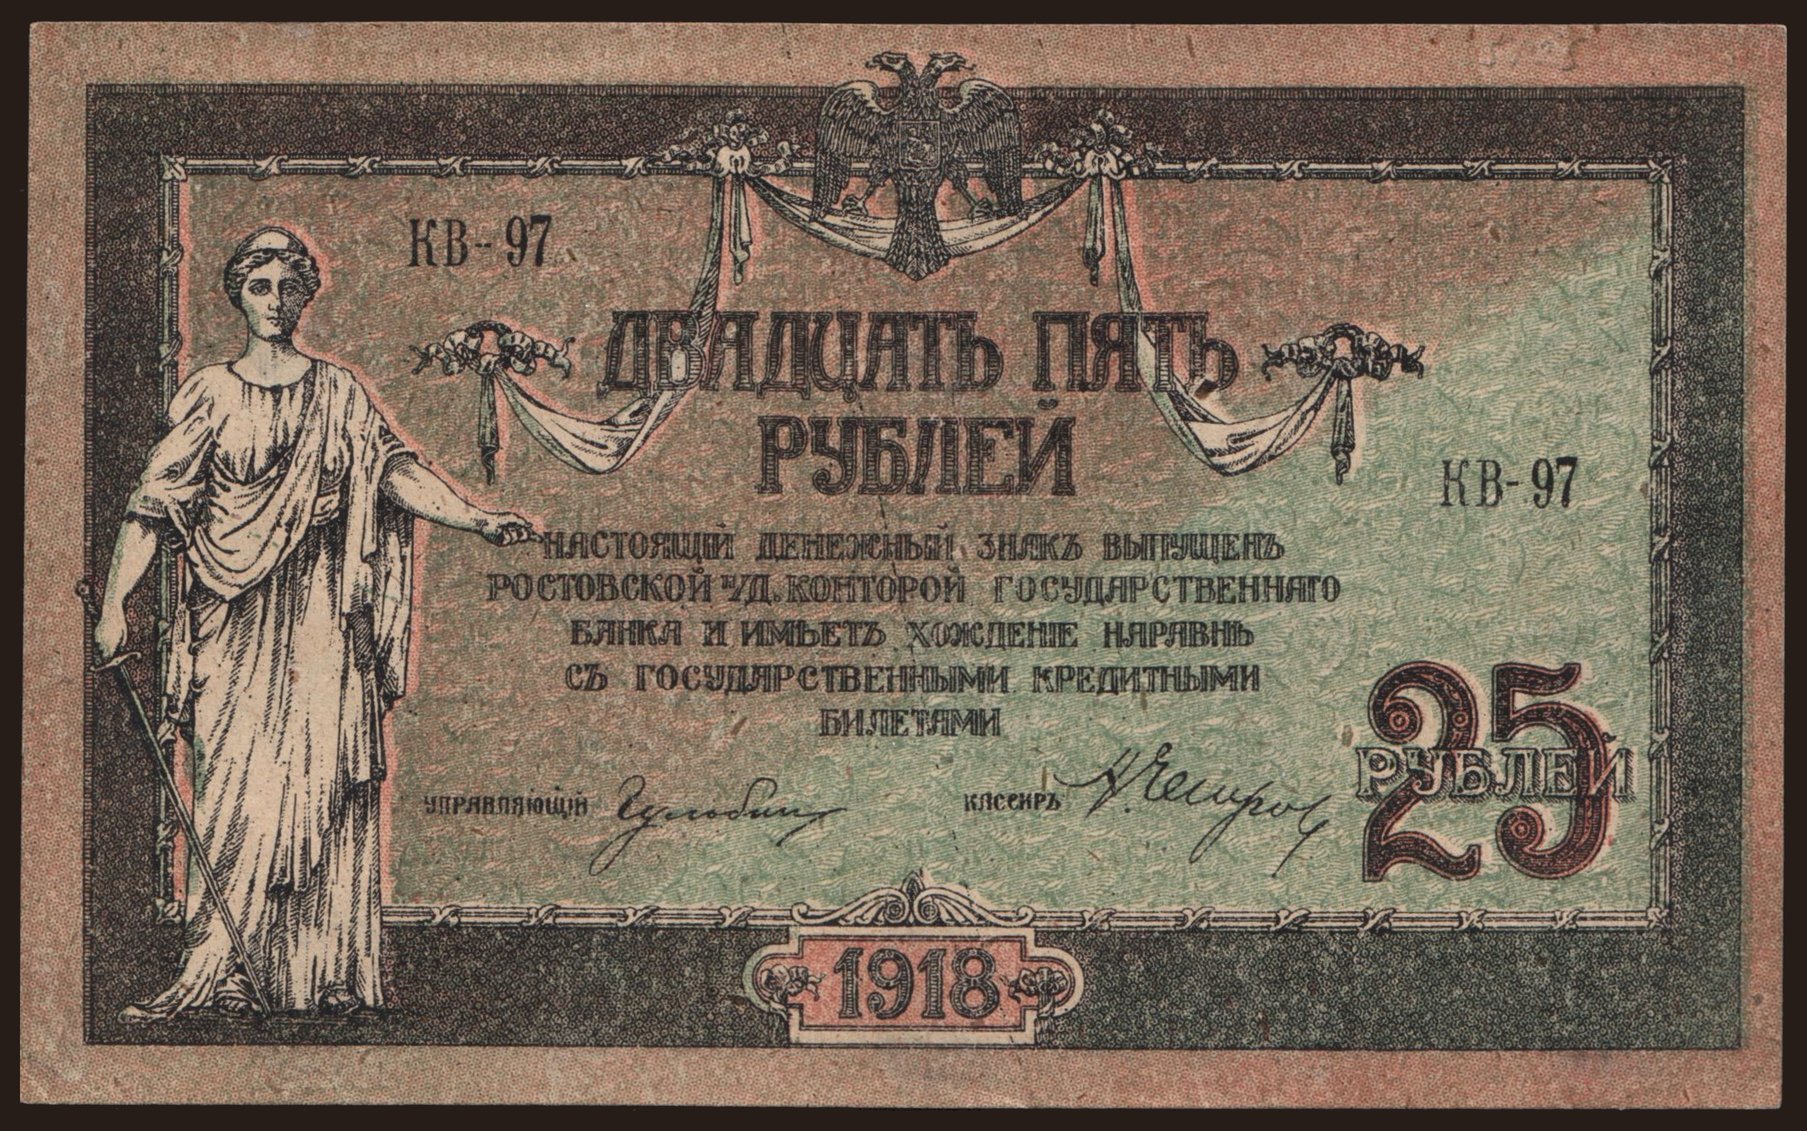 КВ-97
ДВАДЦАТЬ ПЯТЬ
РУБЛЕЙ
КВ-97
НАСТОЯЩІЙ ДЕНЕЖНЫЙ ЗНАКЪ ВЫПУЩЕНЪ
РОСТОВСКОЙ Н/Д. КОНТОРОЙ ГОСУДАРСТВЕННАГО
БАНКА И ИМѢЕТЪ ХОЖДЕНІЕ НАРАВНѢ
СЪ ГОСУДАРСТВЕННЫМИ КРЕДИТНЫМИ
БИЛЕТАМИ
25
РУБЛЕЙ
УПРАВЛЯЮЩІЙ Гульбин КАССИРЪ
1918